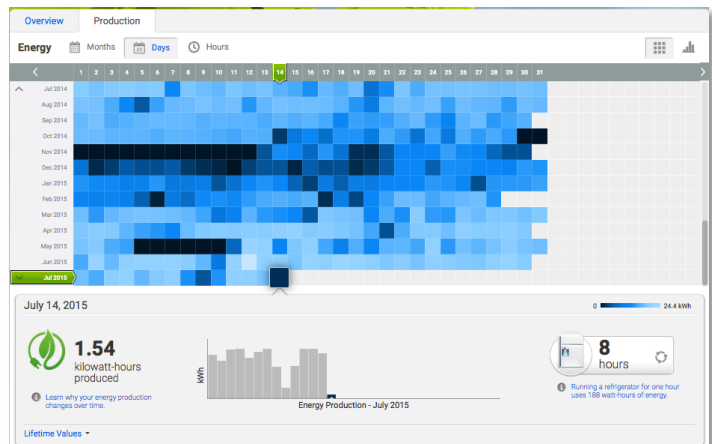 Overview Production
Energy Months Days Hours
1 2 3 4 5 6 7 8 9 10 11 12 13 14 15 16 17 18 19 20 21 22 23 24 25 26 27 28 29 30 31
Jul 2014
Aug 2014
Sep 2014
Oct 2014
Nov 2014
Dec 2014
Jan 2015
Feb 2015
Mar 2015
Apr 2015
May 2015
Jun 2015
Jul 2015
July 14, 2015
0 24.4 kWh
1.54
kilowatt-hours
produced
Learn why your energy production
changes over time.
kWh
Energy Production - July 2015
8
hours
Running a refrigerator for one hour
uses 188 watt-hours of energy.
Lifetime Values